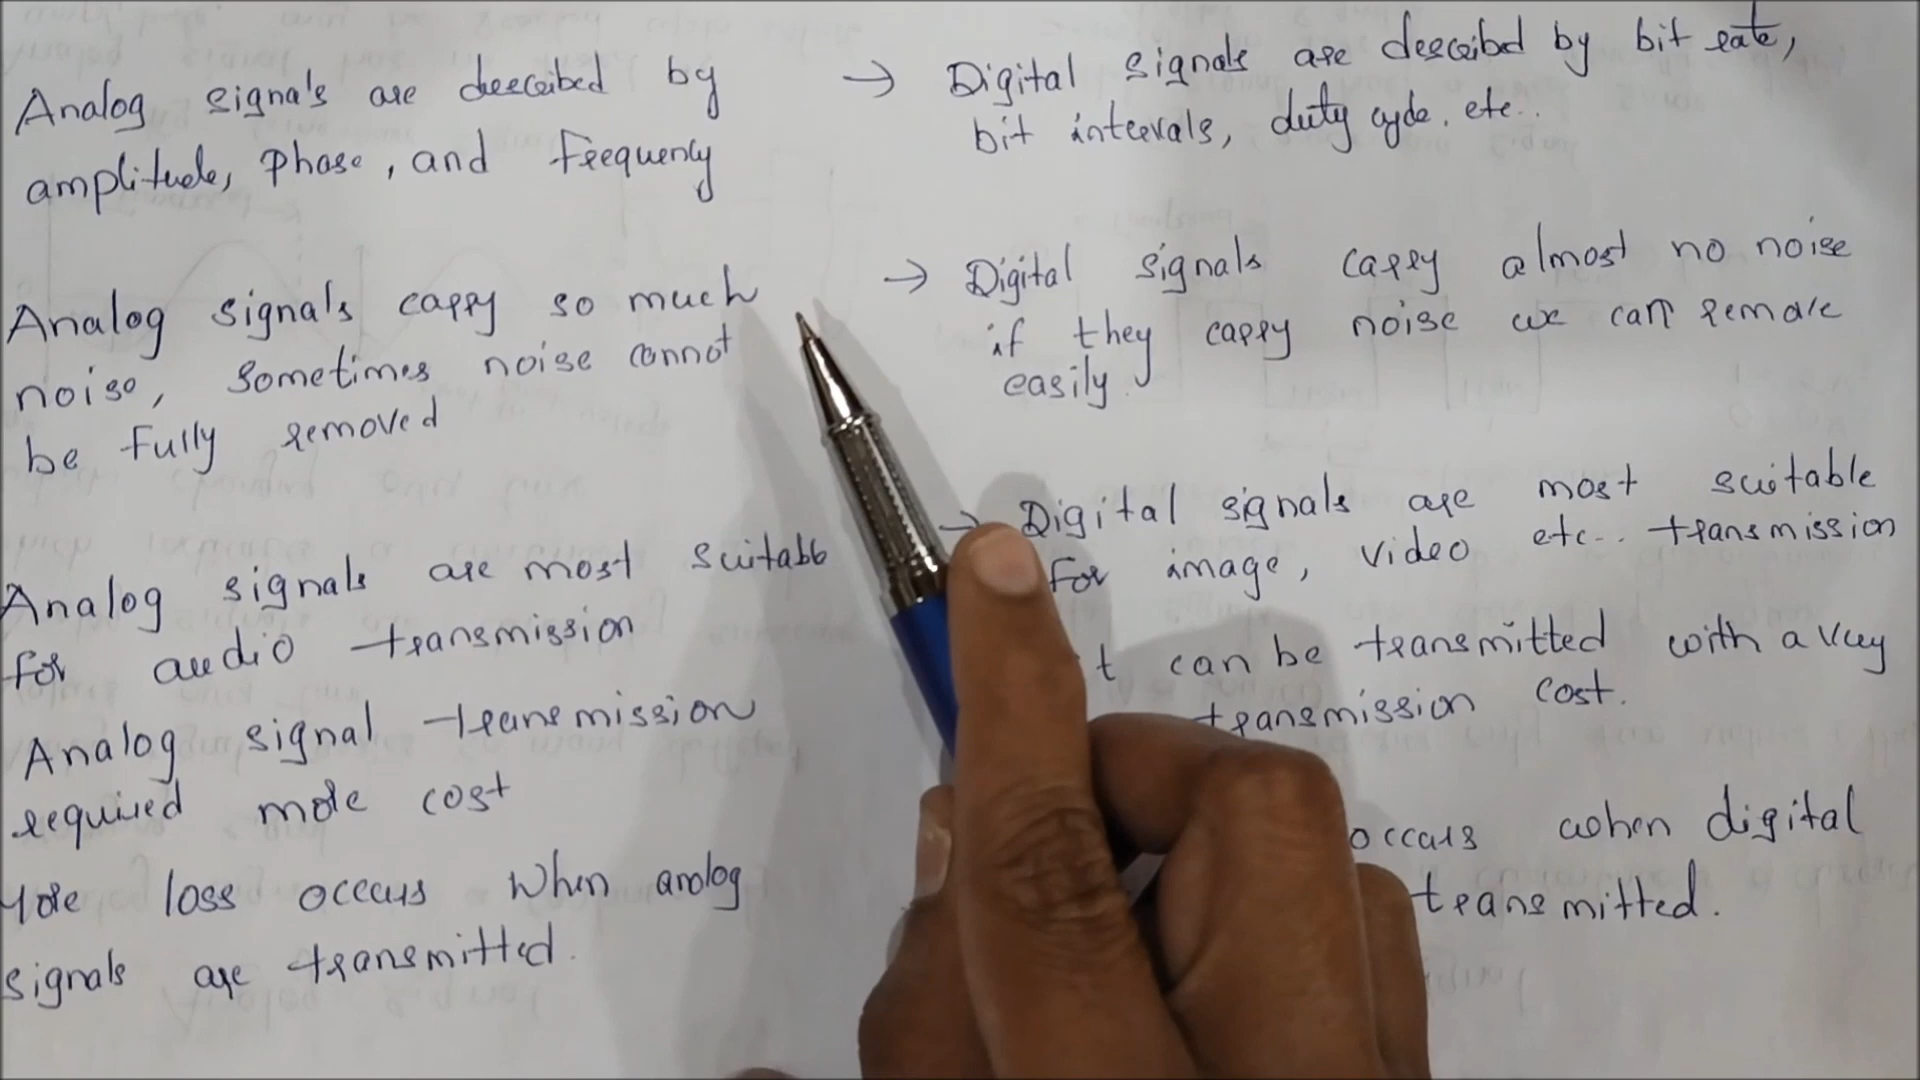 Analog signals are described by
amplitude, Phase, and frequency
Analog signals carry so much
noise, sometimes noise cannot
be fully removed
Analog signals are most suitable
for audio transmission
Analog signal transmission
required more cost
loss occurs when analog
signals are transmitted.
→ Digital signals are described by bit rate,
bit intervals, duty cycle. etc..
→ Digital signals carry almost no noise
if they carry noise we can remove
easily.
→ Digital signals are most suitable
for image, video etc.. transmission
can be transmitted with a very
transmission cost.
occurs when digital
transmitted.